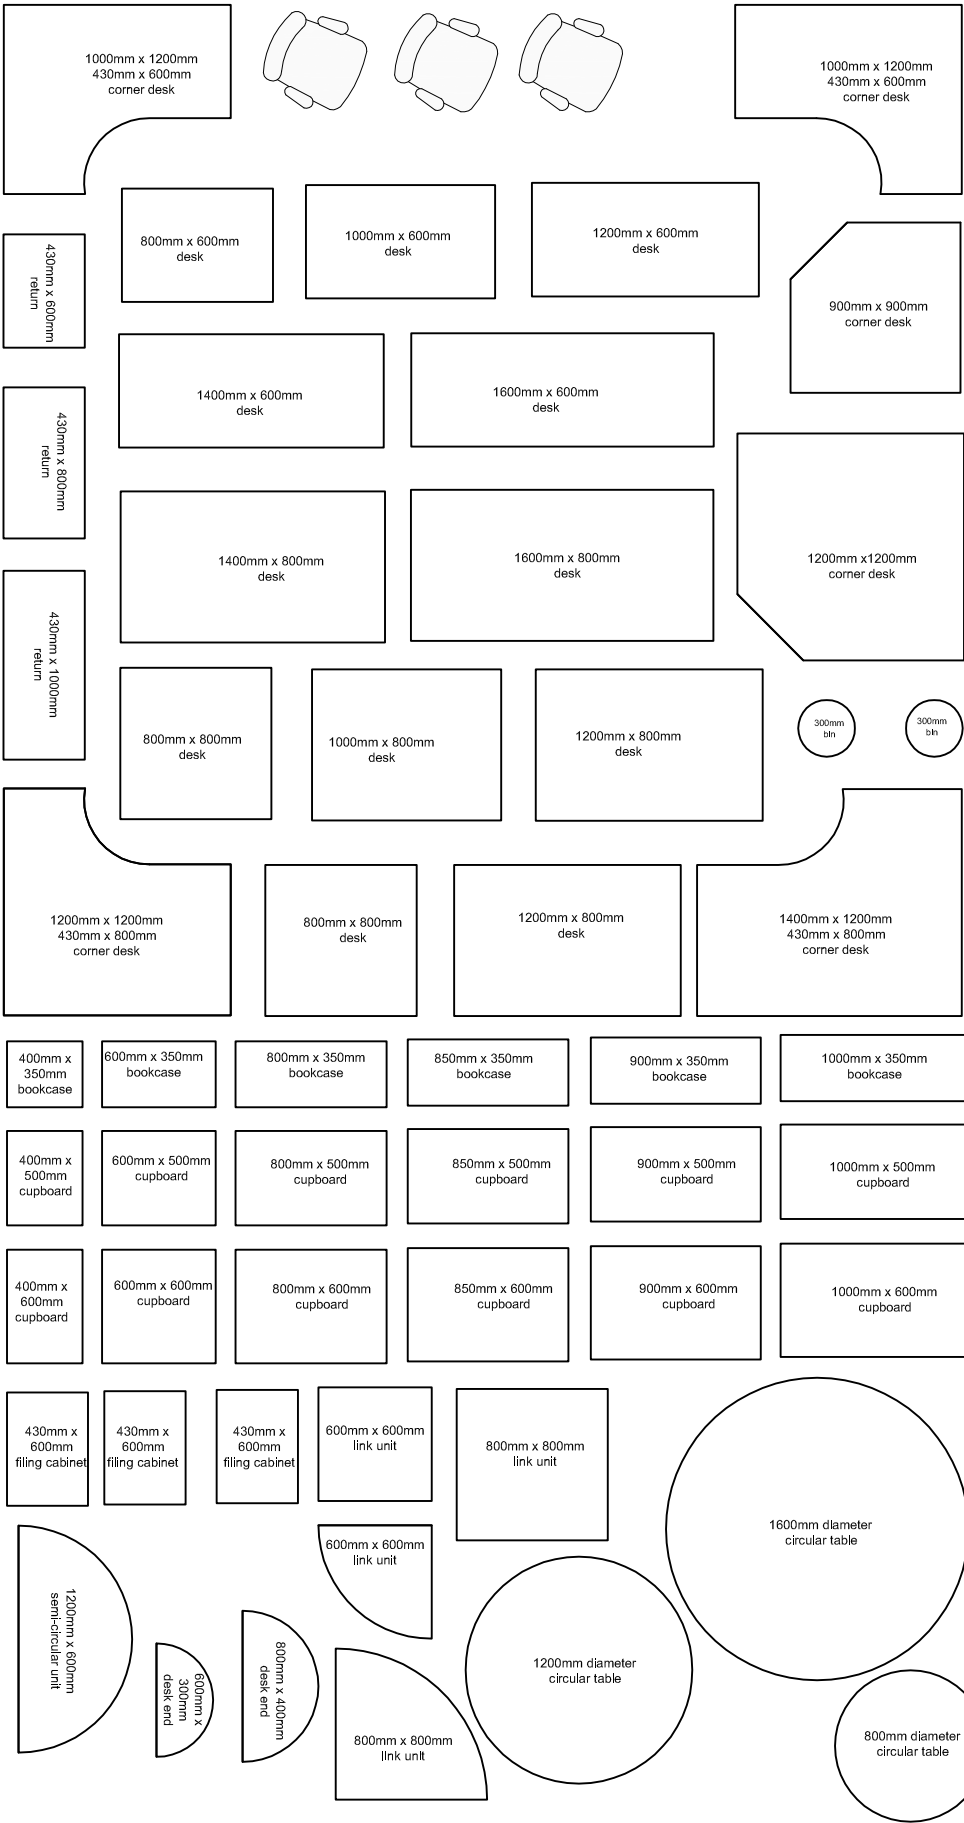 1000mm x 1200mm
430mm x 600mm
corner desk
1000mm x 1200mm
430mm x 600mm
corner desk
430mm x 600mm
return
800mm x 600mm
desk
1000mm x 600mm
desk
1200mm x 600mm
desk
900mm x 900mm
corner desk
430mm x 800mm
return
1400mm x 600mm
desk
1600mm x 600mm
desk
1400mm x 800mm
desk
1600mm x 800mm
desk
1200mm x1200mm
corner desk
430mm x 1000mm
return
800mm x 800mm
desk
1000mm x 800mm
desk
1200mm x 800mm
desk
300mm
bin
300mm
bin
1200mm x 1200mm
430mm x 800mm
corner desk
800mm x 800mm
desk
1200mm x 800mm
desk
1400mm x 1200mm
430mm x 800mm
corner desk
400mm x
350mm
bookcase
600mm x 350mm
bookcase
800mm x 350mm
bookcase
850mm x 350mm
bookcase
900mm x 350mm
bookcase
1000mm x 350mm
bookcase
400mm x
500mm
cupboard
600mm x 500mm
cupboard
800mm x 500mm
cupboard
850mm x 500mm
cupboard
900mm x 500mm
cupboard
1000mm x 500mm
cupboard
400mm x
600mm
cupboard
600mm x 600mm
cupboard
800mm x 600mm
cupboard
850mm x 600mm
cupboard
900mm x 600mm
cupboard
1000mm x 600mm
cupboard
430mm x
600mm
filing cabinet
430mm x
600mm
filing cabinet
430mm x
600mm
filing cabinet
600mm x 600mm
link unit
800mm x 800mm
link unit
1600mm diameter
circular table
600mm x 600mm
link unit
1200mm x 600mm
semi-circular unit
600mm x
300mm
desk end
800mm x 400mm
desk end
800mm x 800mm
link unit
1200mm diameter
circular table
800mm diameter
circular table